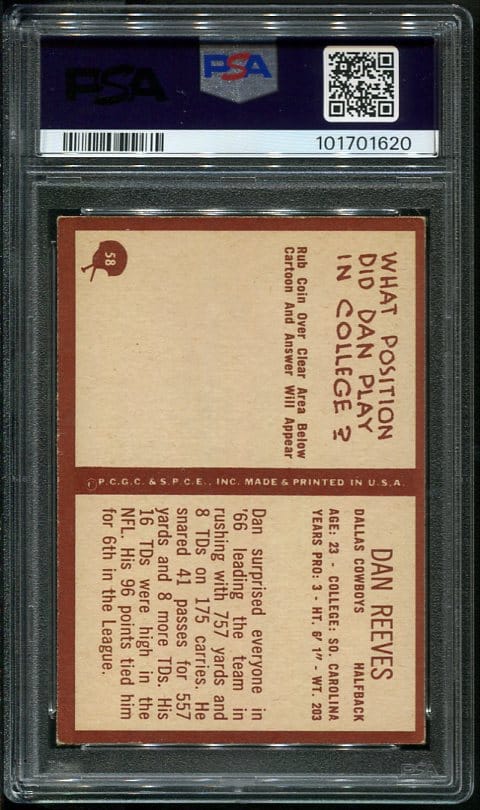 PSA
PSA
101701620
WHAT POSITION
DID DAN PLAY
IN COLLEGE?
Rub Coin Over Clear Area Below
Cartoon And Answer Will Appear
58
©P.C.G.C. & S.P.C.E., INC. MADE & PRINTED IN U.S.A.
DAN REEVES
DALLAS COWBOYS HALFBACK
AGE: 23 - COLLEGE: SO. CAROLINA
YEARS PRO: 3 - HT. 6' 1" - WT. 203
Dan surprised everyone in
'66 leading the team in
rushing with 757 yards and
8 TDs on 175 carries. He
snared 41 passes for 557
yards and 8 more TDs. His
16 TDs were high in the
NFL. His 96 points tied him
for 6th in the League.
PSA